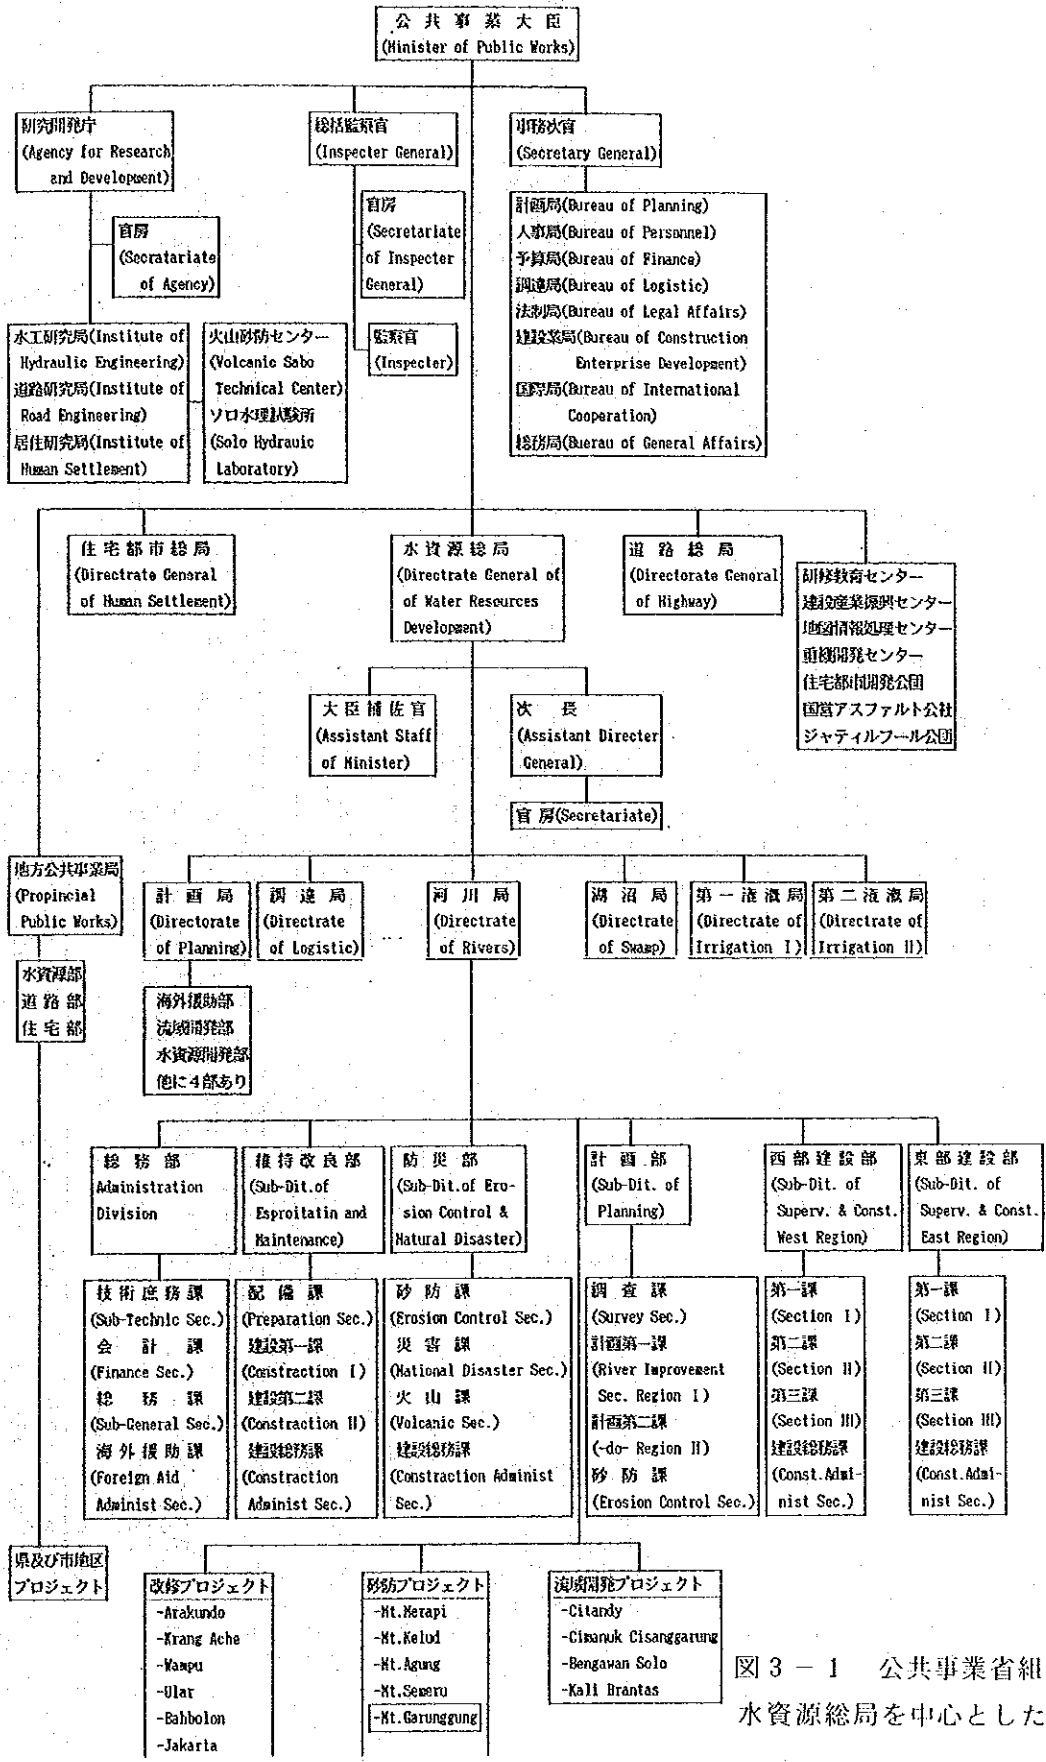 公共事業大臣
(Minister of Public Works)
研究開発庁
(Agency for Research
and Development)
総括監察官
(Inspecter General)
事務次官
(Secretary General)
官房
(Secratariate
of Agency)
官房
(Secretariate
of Inspecter
General)
監察官
(Inspecter)
計画局(Bureau of Planning)
人事局(Bureau of Personnel)
予算局(Bureau of Finance)
調達局(Bureau of Logistic)
法制局(Bureau of Legal Affairs)
建設業局(Bureau of Construction
Enterprise Development)
国際局(Bureau of International
Cooperation)
総務局(Buerau of General Affairs)
水工研究局(Institute of
Hydraulic Engineering)
道路研究局(Institute of
Road Engineering)
居住研究局(Institute of
Human Settlement)
火山砂防センター
(Volcanic Sabo
Technical Center)
ソロ水理試験所
(Solo Hydrauic
Laboratory)
住宅都市総局
(Directrate General
of Human Settlement)
水資源総局
(Directrate General of
of Water Resources
Development)
道路総局
(Directorate General
of Highway)
研修教育センター
建設産業振興センター
地図情報処理センター
重機開発センター
住宅都市開発公団
国営アスファルト公社
ジャティルフール公団
大臣補佐官
(Assistant Staff
of Minister)
次長
(Assistant Directer
General)
官房(Secretariate)
地方公共事業局
(Propincial
Public Works)
水資源部
道路部
住宅部
計画局
(Directorate
of Planning)
調達局
(Directrate
of Logistic)
河川局
(Directrate
of Rivers)
湖沼局
(Directrate
of Swamp)
第一灌漑局
(Directrate of
Irrigation I)
第二灌漑局
(Directrate of
Irrigation II)
海外援助部
流域開発部
水資源開発部
他に4部あり
総務部
Administration
Division
維持改良部
(Sub-Dit.of
Esproitatin and
Maintenance)
防災部
(Sub-Dit.of Ero-
sion Control &
Natural Disaster)
計画部
(Sub-Dit. of
Planning)
西部建設部
(Sub-Dit. of
Superv. & Const.
West Region)
東部建設部
(Sub-Dit. of
Superv. & Const.
East Region)
技術庶務課
(Sub-Technic Sec.)
会計課
(Finance Sec.)
総務課
(Sub-General Sec.)
海外援助課
(Foreign Aid
Administ Sec.)
配備課
(Preparation Sec.)
建設第一課
(Constraction I)
建設第二課
(Constraction II)
建設総務課
(Constraction
Administ Sec.)
砂防課
(Erosion Control Sec.)
災害課
(National Disaster Sec.)
火山課
(Volcanic Sec.)
建設総務課
(Constraction Administ
Sec.)
調査課
(Survey Sec.)
計画第一課
(River Improvement
Sec. Region I)
計画第二課
(-do- Region II)
砂防課
(Erosion Control Sec.)
第一課
(Section I)
第二課
(Section II)
第三課
(Section III)
建設総務課
(Const.Admi-
nist Sec.)
第一課
(Section I)
第二課
(Section II)
第三課
(Section III)
建設総務課
(Const.Admi-
nist Sec.)
県及び市地区
プロジェクト
改修プロジェクト
-Arakundo
-Krang Ache
-Wampu
-Ular
-Bahbolon
-Jakarta
砂防プロジェクト
-Mt.Merapi
-Mt.Kelud
-Mt.Agung
-Mt.Semeru
-Mt.Garunggung
流域開発プロジェクト
-Citandy
-Cimanuk Cisanggarung
-Bengawan Solo
-Kali Brantas
図3-1 公共事業省組
水資源総局を中心とした